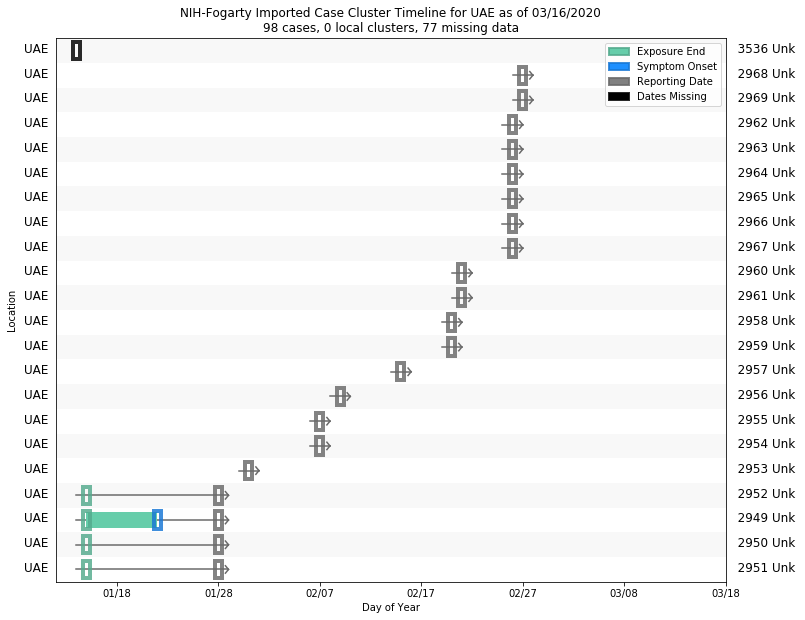 NIH-Fogarty Imported Case Cluster Timeline for UAE as of 03/16/2020
98 cases, 0 local clusters, 77 missing data
UAE 3536 Unk
UAE 2968 Unk
UAE 2969 Unk
UAE 2962 Unk
UAE 2963 Unk
UAE 2964 Unk
UAE 2965 Unk
UAE 2966 Unk
UAE 2967 Unk
UAE 2960 Unk
UAE 2961 Unk
UAE 2958 Unk
UAE 2959 Unk
UAE 2957 Unk
UAE 2956 Unk
UAE 2955 Unk
UAE 2954 Unk
UAE 2953 Unk
UAE 2952 Unk
UAE 2949 Unk
UAE 2950 Unk
UAE 2951 Unk
Exposure End
Symptom Onset
Reporting Date
Dates Missing
Location
01/18 01/28 02/07 02/17 02/27 03/08 03/18
Day of Year